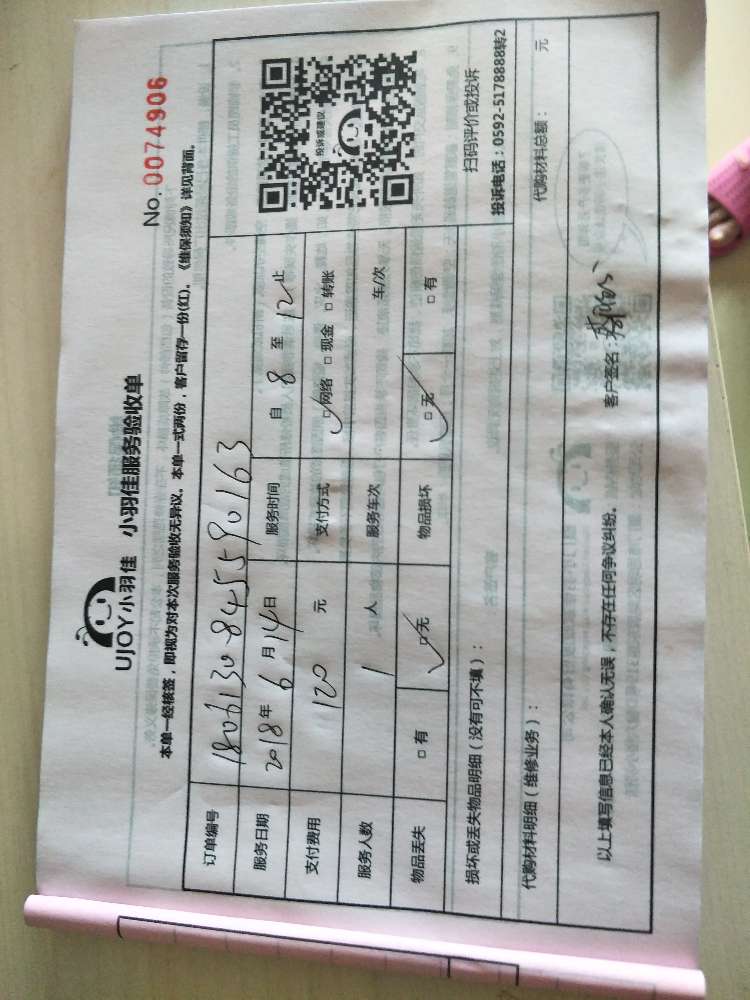 UJOY小羽佳 小羽佳服务验收单
No. 0074906
本单一经核签，即视为对本次服务验收无异议。本单一式两份，客户留存一份(红)。《维保须知》详见背面。
订单编号 180613084559 0163
服务日期 2018年 6 月 14 日 服务时间 自 8 至 12 止
支付费用 120 元 支付方式 ☑网络 □现金 □转账
服务人数 1 人 服务车次 车/次
物品丢失 □有 ☑无 物品损坏 ☑无 □有
投诉或建议
扫码评价或投诉
投诉电话：0592-5178888转2
损坏或丢失物品明细（没有可不填）：
代购材料明细（维修业务）： 代购材料总额： 元
以上填写信息已经本人确认无误，不存在任何争议纠纷。 客户签名：